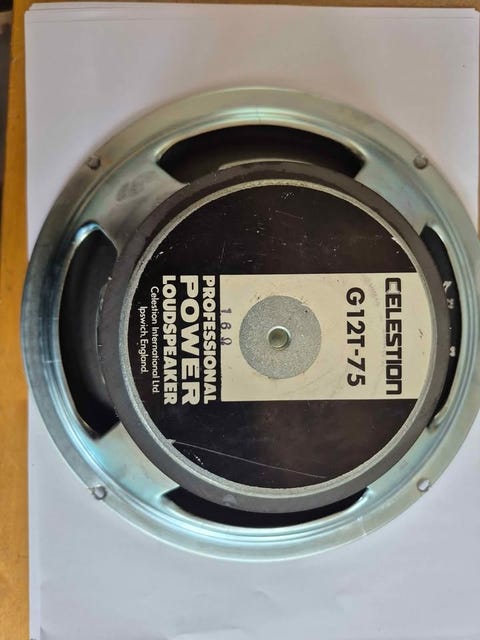 CELESTION
G12T-75
16Ω
PROFESSIONAL
POWER
LOUDSPEAKER
Celestion International Ltd.
Ipswich, England.